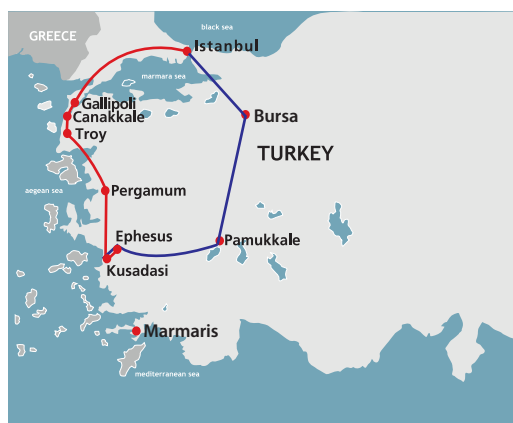 black sea
GREECE
Istanbul
marmara sea
Gallipoli
Canakkale
Troy
Bursa
TURKEY
aegean sea
Pergamum
Ephesus
Pamukkale
Kusadasi
Marmaris
mediterranean sea